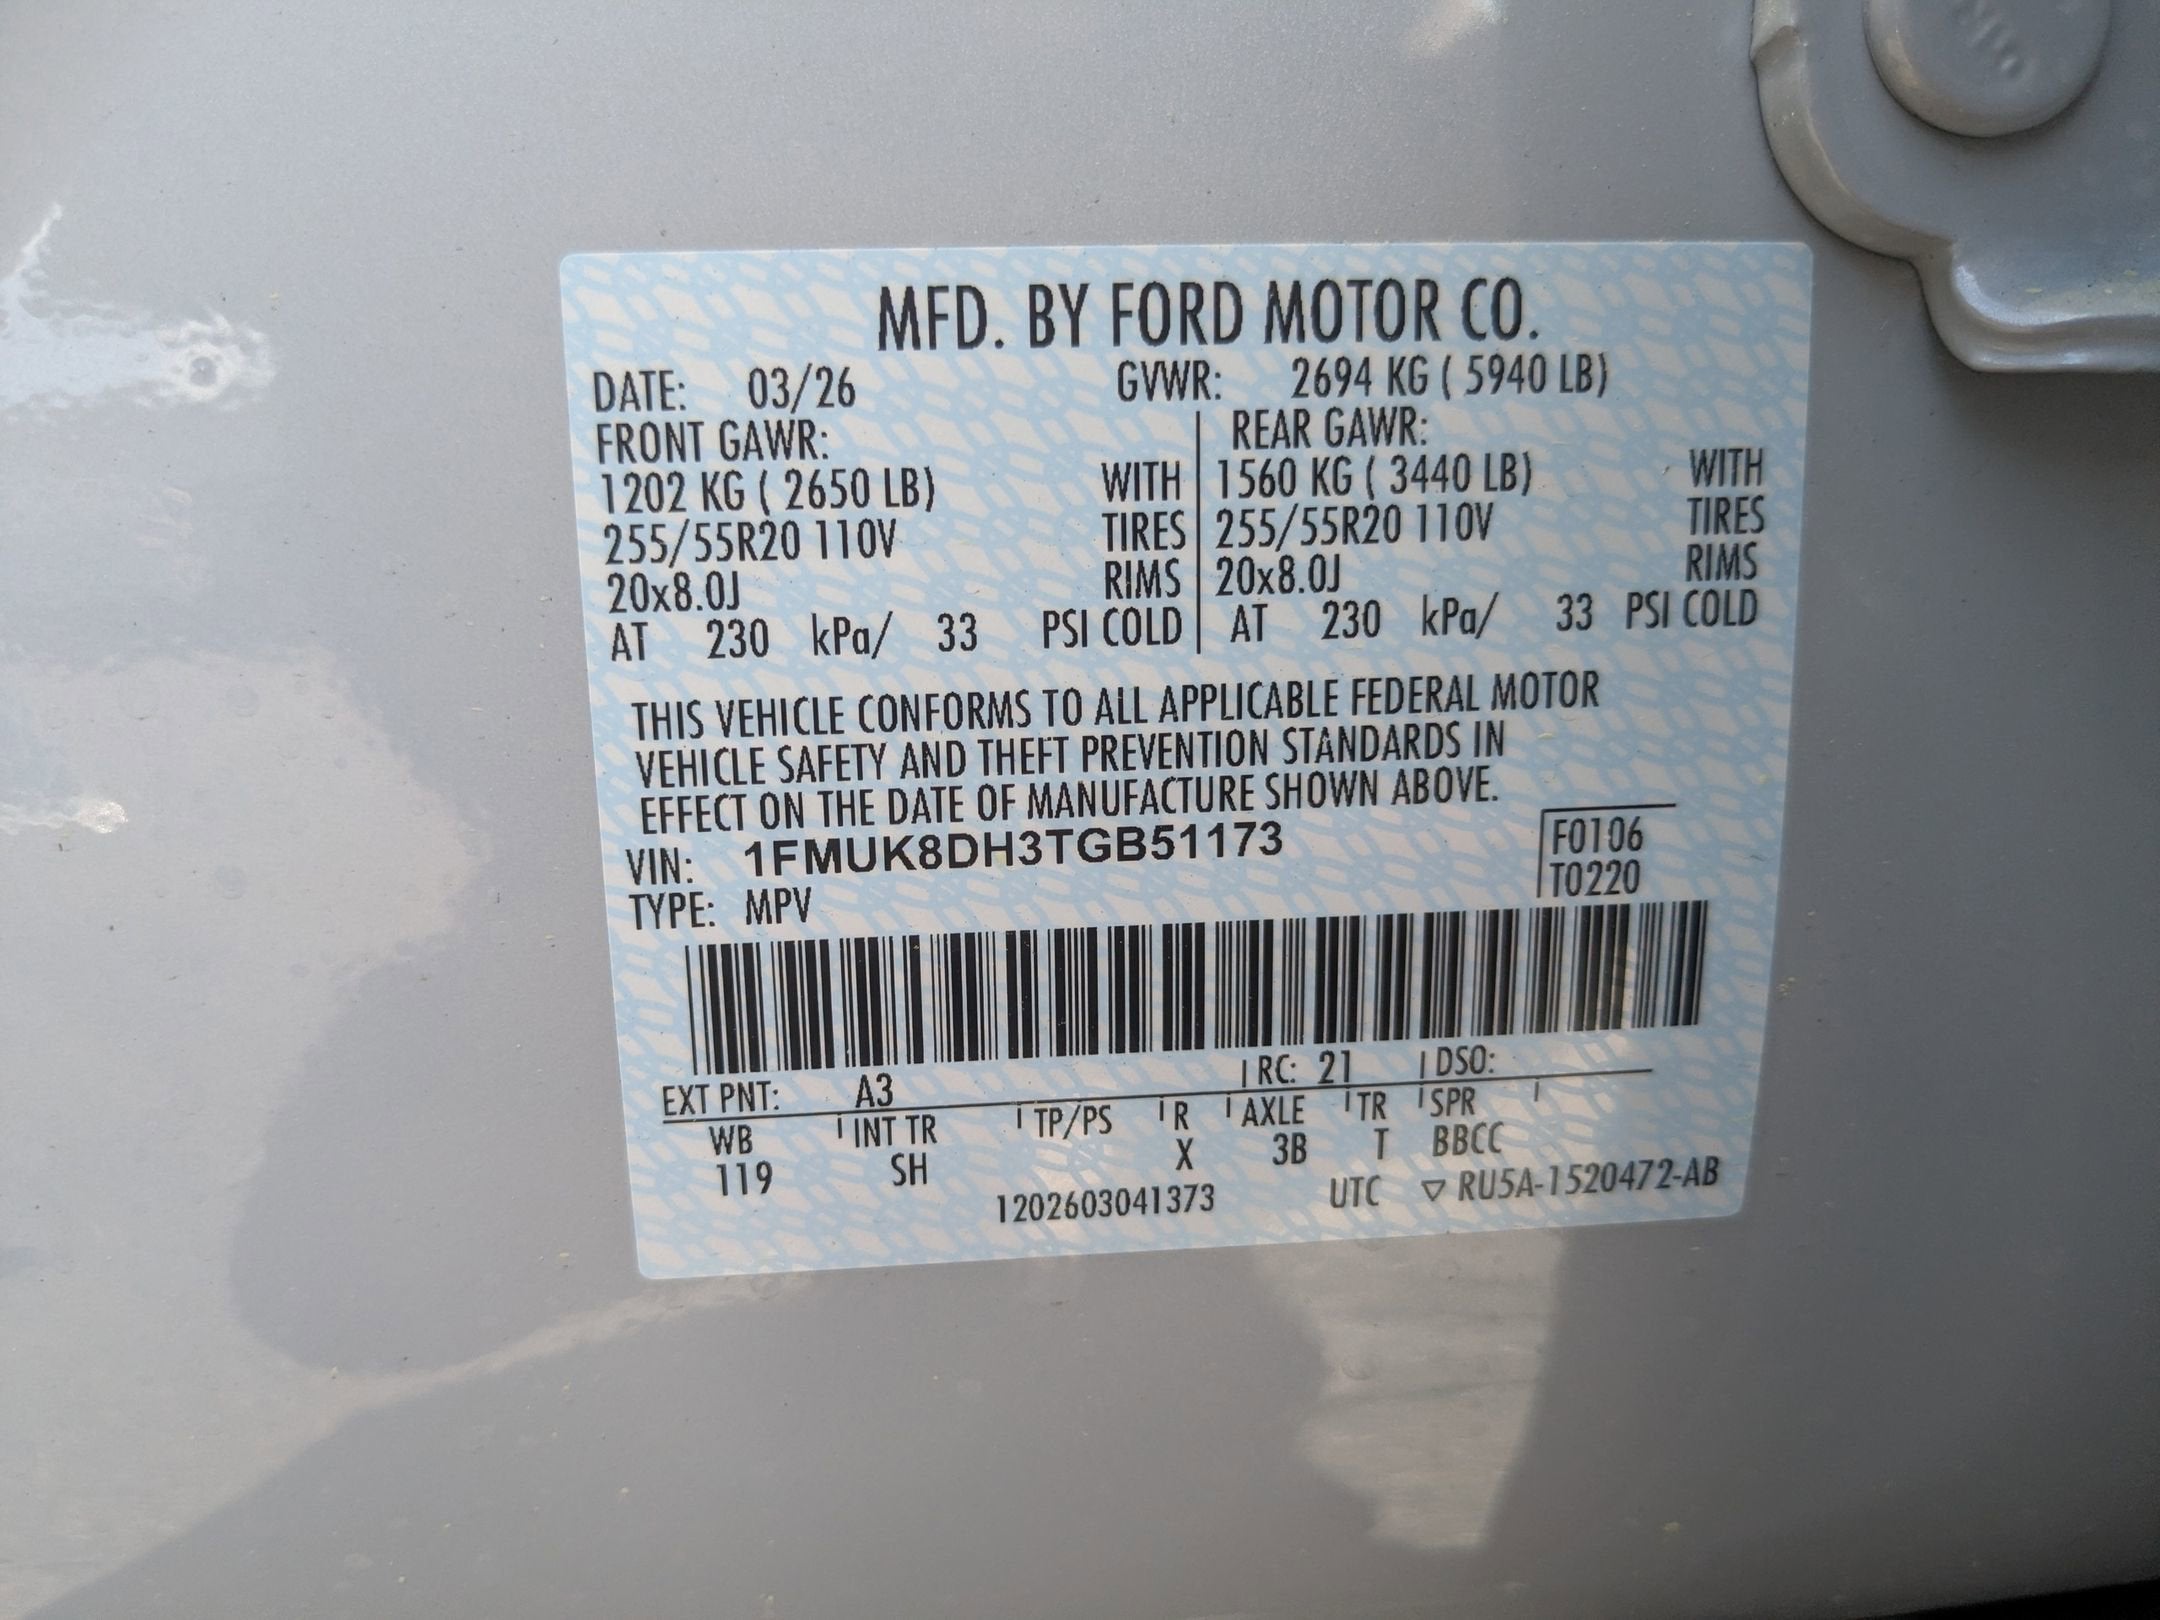 MFD. BY FORD MOTOR CO.
DATE: 03/26 GVWR: 2694 KG ( 5940 LB)
FRONT GAWR: REAR GAWR:
1202 KG ( 2650 LB) WITH 1560 KG ( 3440 LB) WITH
255/55R20 110V TIRES 255/55R20 110V TIRES
20x8.0J RIMS 20x8.0J RIMS
AT 230 kPa/ 33 PSI COLD AT 230 kPa/ 33 PSI COLD
THIS VEHICLE CONFORMS TO ALL APPLICABLE FEDERAL MOTOR
VEHICLE SAFETY AND THEFT PREVENTION STANDARDS IN
EFFECT ON THE DATE OF MANUFACTURE SHOWN ABOVE.
VIN: 1FMUK8DH3TGB51173 F0106
TYPE: MPV T0220
EXT PNT: A3 RC: 21 DSO:
WB INT TR TP/PS R AXLE TR SPR
119 SH X 3B T BBCC
1202603041373 UTC ▽ RU5A-1520472-AB